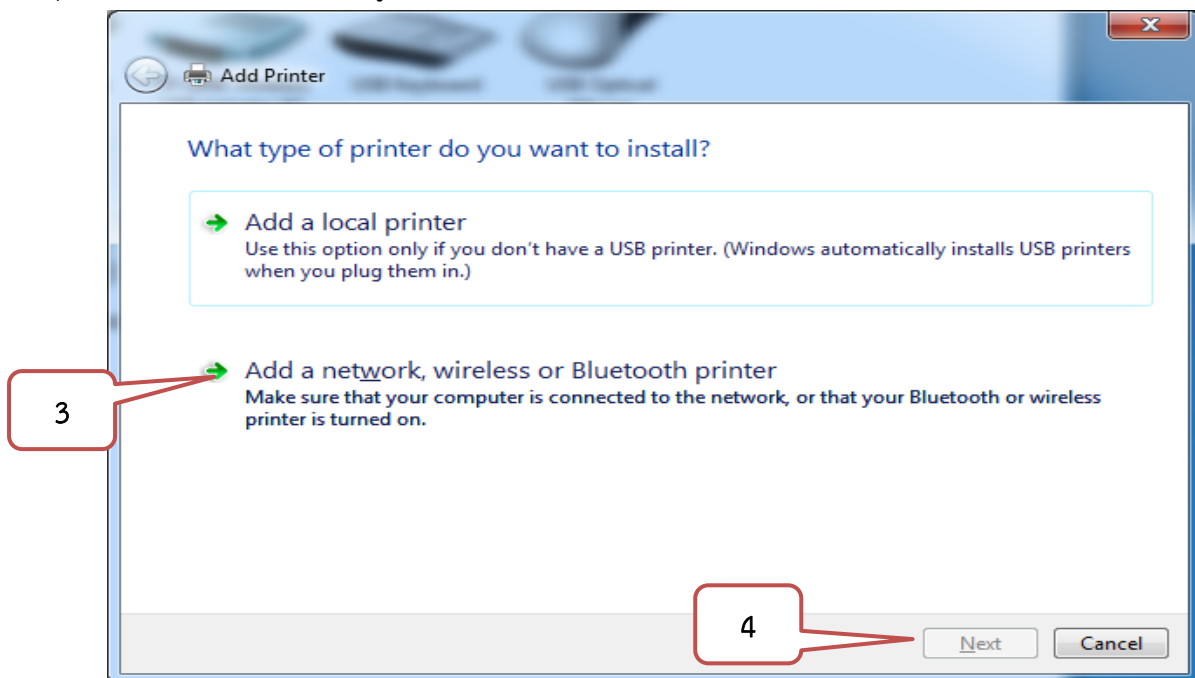 Add Printer
What type of printer do you want to install?
Add a local printer
Use this option only if you don't have a USB printer. (Windows automatically installs USB printers
when you plug them in.)
Add a network, wireless or Bluetooth printer
Make sure that your computer is connected to the network, or that your Bluetooth or wireless
printer is turned on.
3
4
Next
Cancel